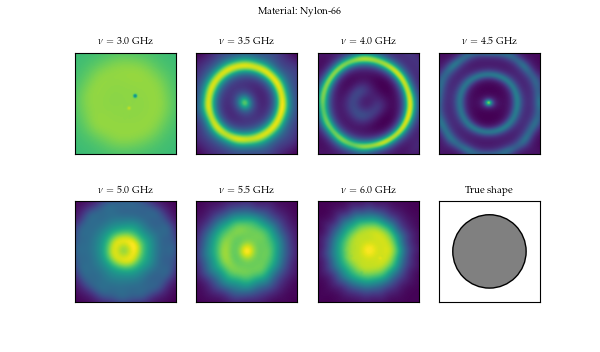 Material: Nylon-66
ν = 3.0 GHz
ν = 3.5 GHz
ν = 4.0 GHz
ν = 4.5 GHz
ν = 5.0 GHz
ν = 5.5 GHz
ν = 6.0 GHz
True shape